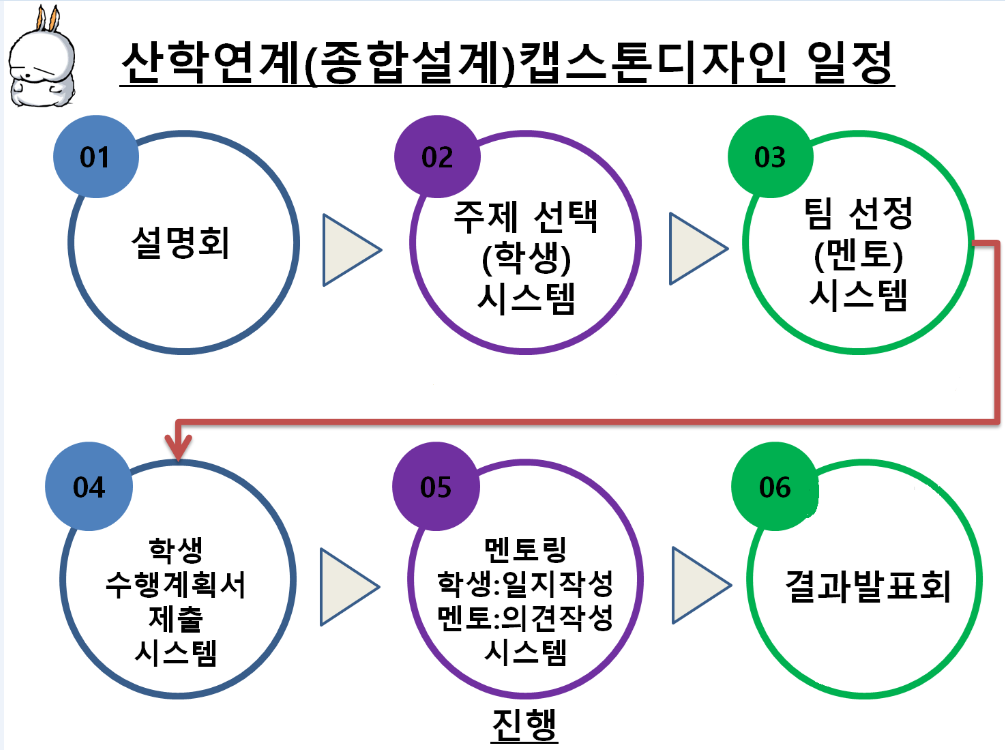 산학연계(종합설계)캡스톤디자인 일정
01
설명회
02
주제 선택
(학생)
시스템
03
팀 선정
(멘토)
시스템
04
학생
수행계획서
제출
시스템
05
멘토링
학생:일지작성
멘토:의견작성
시스템
진행
06
결과발표회